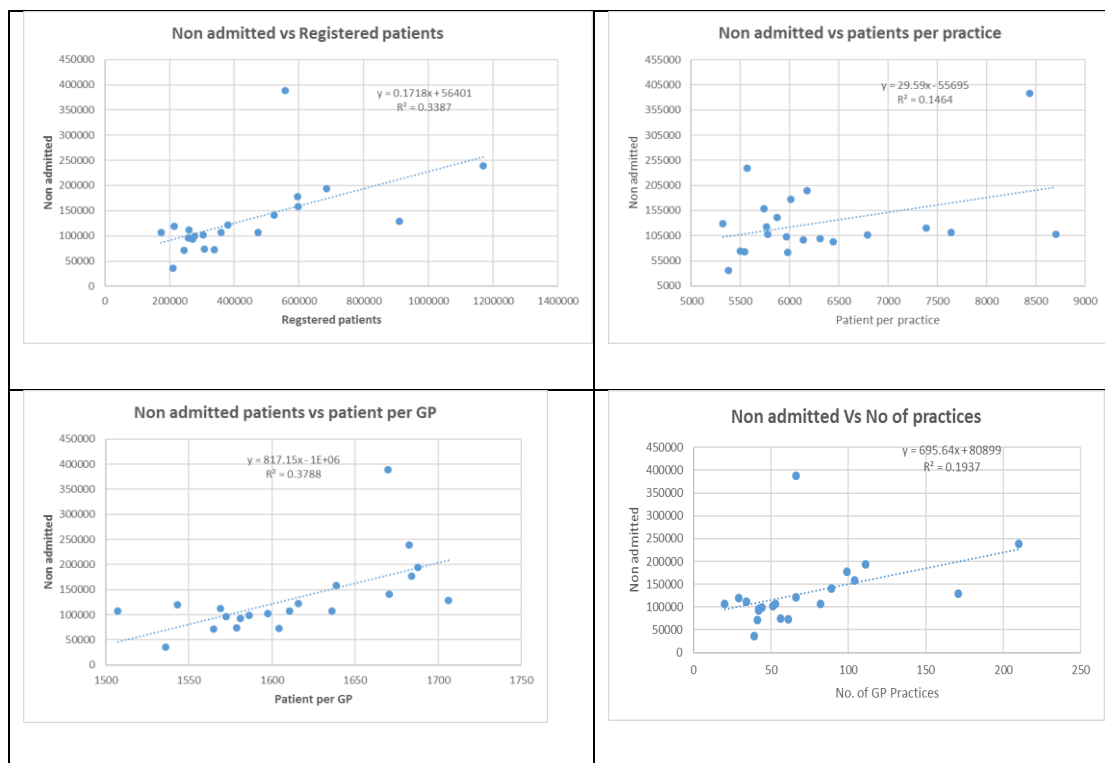 Non admitted vs Registered patients
y = 0.1718x + 56401
R² = 0.3387
450000
400000
350000
300000
250000
200000
150000
100000
50000
0
Non admitted
0 200000 400000 600000 800000 1000000 1200000 1400000
Regstered patients
Non admitted vs patients per practice
y = 29.59x - 55695
R² = 0.1464
455000
405000
355000
305000
255000
205000
155000
105000
55000
5000
Non admitted
5000 5500 6000 6500 7000 7500 8000 8500 9000
Patient per practice
Non admitted patients vs patient per GP
y = 817.15x - 1E+06
R² = 0.3788
450000
400000
350000
300000
250000
200000
150000
100000
50000
0
Non admitted
1500 1550 1600 1650 1700 1750
Patient per GP
Non admitted Vs No of practices
y = 695.64x + 80899
R² = 0.1937
450000
400000
350000
300000
250000
200000
150000
100000
50000
0
Non admitted
0 50 100 150 200 250
No. of GP Practices